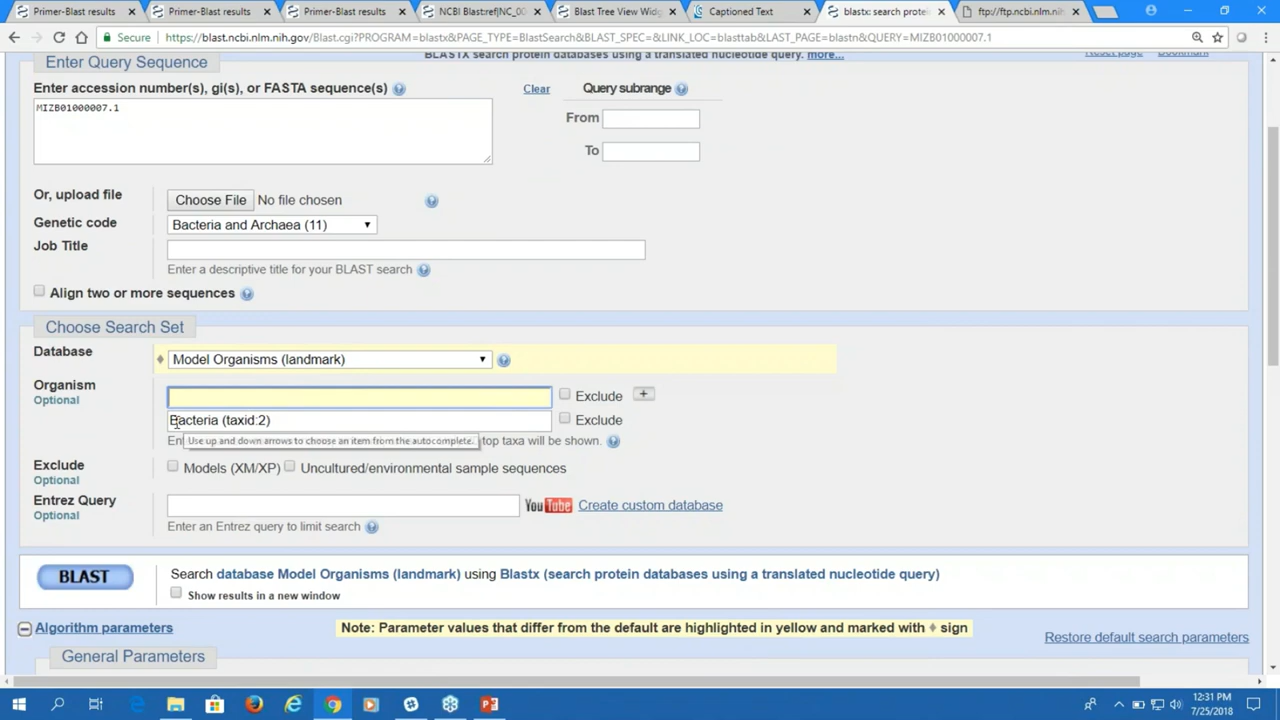 Primer-Blast results
Primer-Blast results
Primer-Blast results
NCBI Blast:ref|NC_00
Blast Tree View Widg
Captioned Text
blastx: search protei
ftp://ftp.ncbi.nlm.nih
Secure https://blast.ncbi.nlm.nih.gov/Blast.cgi?PROGRAM=blastx&PAGE_TYPE=BlastSearch&BLAST_SPEC=&LINK_LOC=blasttab&LAST_PAGE=blastn&QUERY=MIZB01000007.1
BLASTX search protein databases using a translated nucleotide query. more...
Reset page Bookmark
Enter Query Sequence
Enter accession number(s), gi(s), or FASTA sequence(s)
Clear
Query subrange
MIZB01000007.1
From
To
Or, upload file Choose File No file chosen
Genetic code Bacteria and Archaea (11)
Job Title
Enter a descriptive title for your BLAST search
Align two or more sequences
Choose Search Set
Database Model Organisms (landmark)
Organism
Optional
Exclude +
Bacteria (taxid:2) Exclude
Use up and down arrows to choose an item from the autocomplete.
top taxa will be shown.
Exclude
Optional
Models (XM/XP) Uncultured/environmental sample sequences
Entrez Query
Optional
YouTube Create custom database
Enter an Entrez query to limit search
BLAST
Search database Model Organisms (landmark) using Blastx (search protein databases using a translated nucleotide query)
Show results in a new window
Algorithm parameters
Note: Parameter values that differ from the default are highlighted in yellow and marked with ♦ sign
Restore default search parameters
General Parameters
12:31 PM
7/25/2018